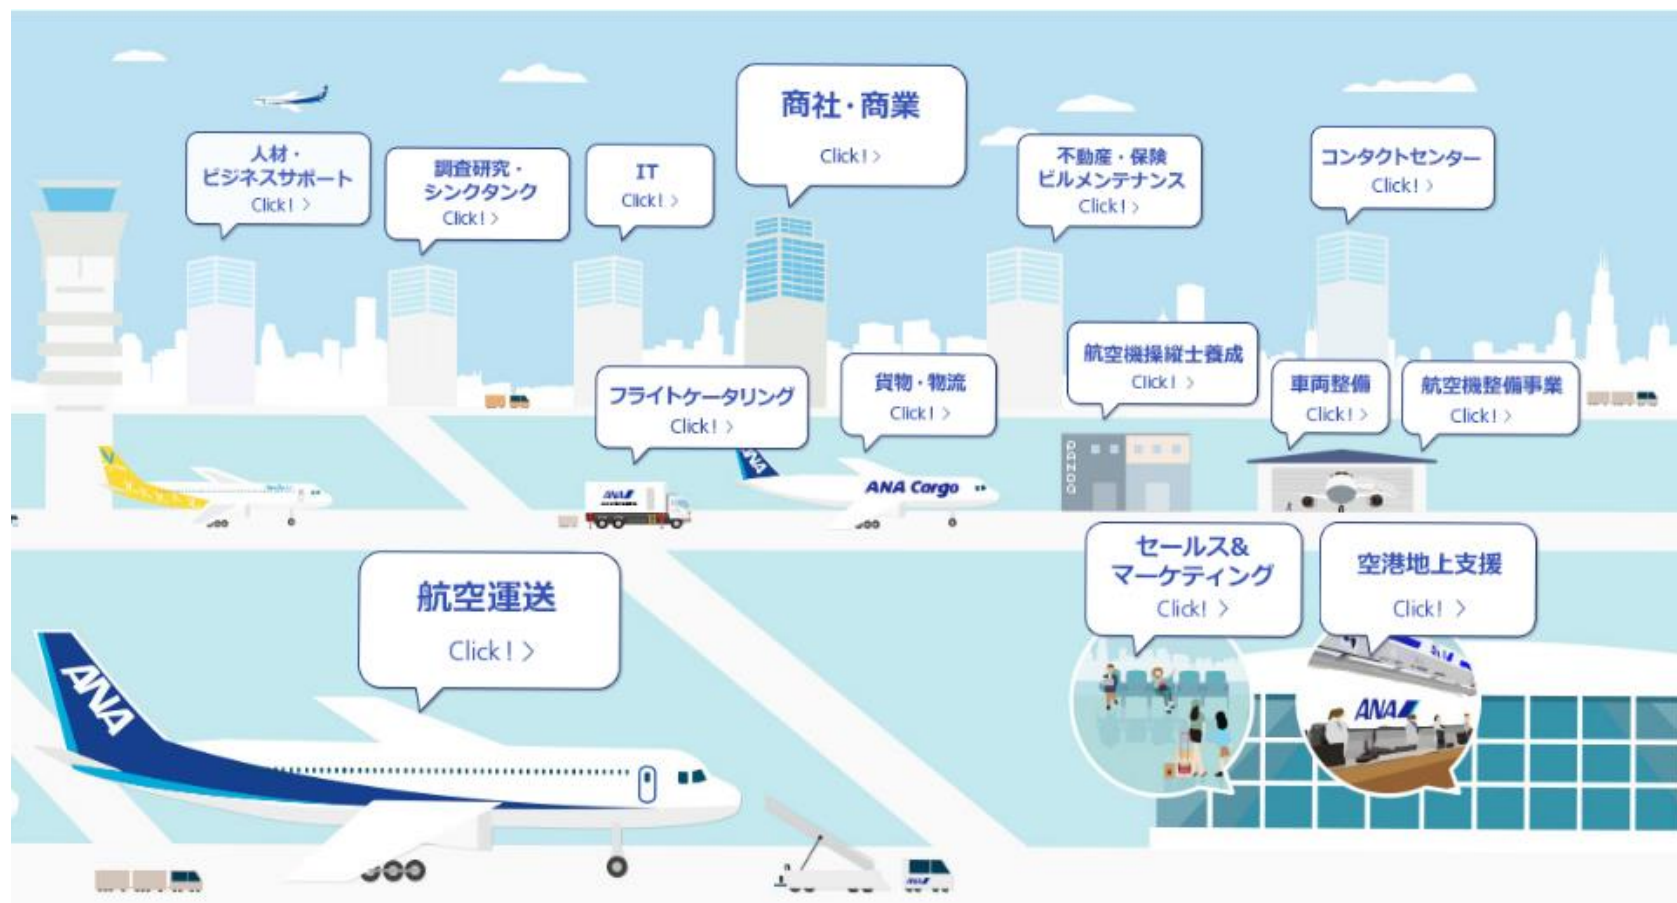 商社・商業
Click! >
人材・
ビジネスサポート
Click! >
調査研究・
シンクタンク
Click! >
IT
Click! >
不動産・保険
ビルメンテナンス
Click! >
コンタクトセンター
Click! >
フライトケータリング
Click! >
貨物・物流
Click! >
航空機操縦士養成
Click! >
車両整備
Click! >
航空機整備事業
Click! >
ANA
ANA Cargo
ANA
PANDA
航空運送
Click! >
セールス&
マーケティング
Click! >
空港地上支援
Click! >
ANA
ANA
ANA